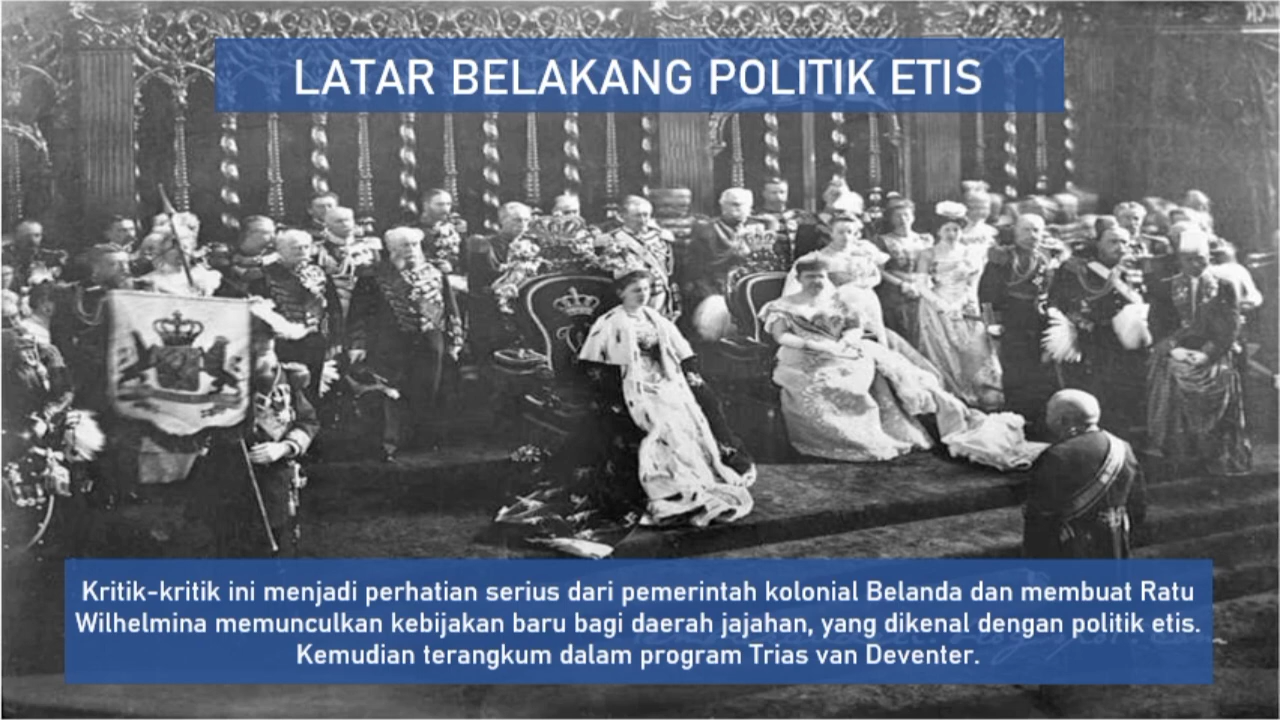 LATAR BELAKANG POLITIK ETIS
Kritik-kritik ini menjadi perhatian serius dari pemerintah kolonial Belanda dan membuat Ratu
Wilhelmina memunculkan kebijakan baru bagi daerah jajahan, yang dikenal dengan politik etis.
Kemudian terangkum dalam program Trias van Deventer.